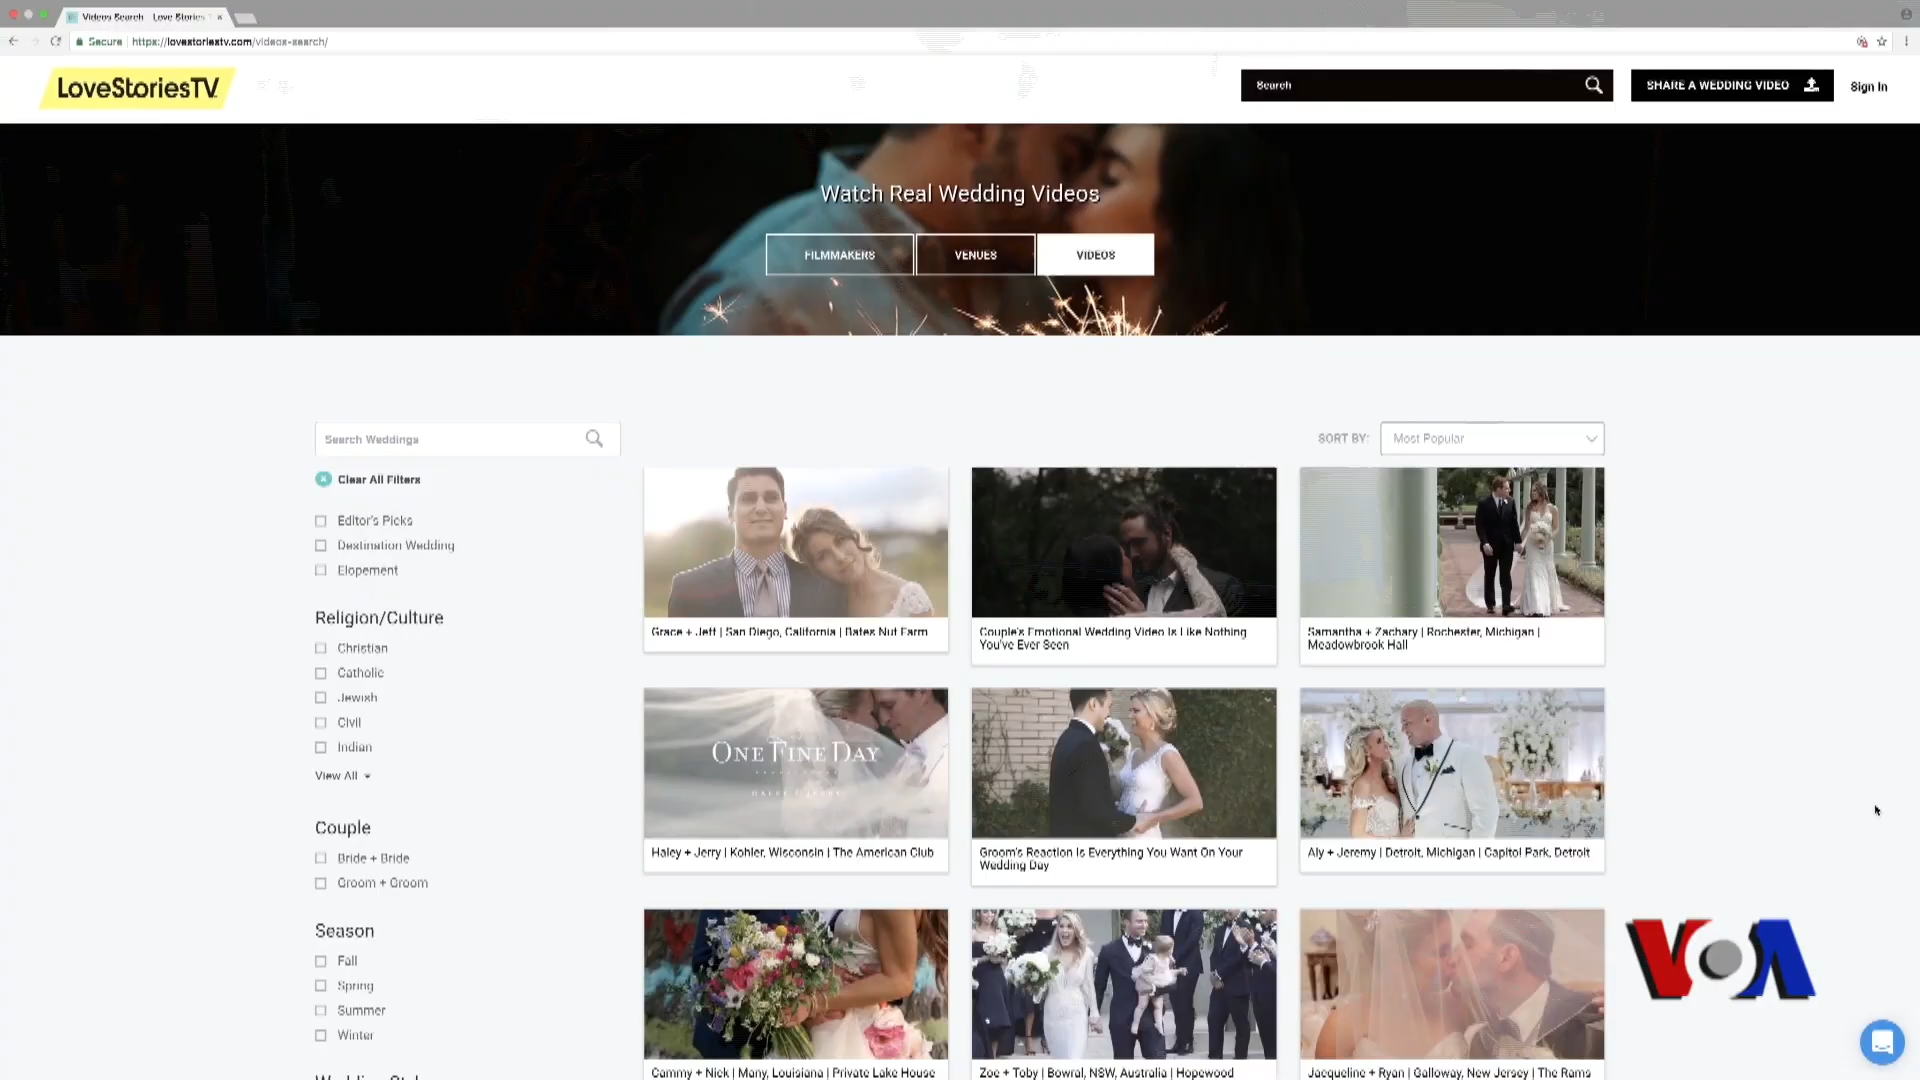 Videos Search Love Stories
Secure https://lovestoriestv.com/videos-search/
LoveStoriesTV
Search
SHARE A WEDDING VIDEO
Sign In
Watch Real Wedding Videos
FILMMAKERS
VENUES
VIDEOS
Search Weddings
SORT BY:
Most Popular
Clear All Filters
Editor's Picks
Destination Wedding
Elopement
Religion/Culture
Christian
Catholic
Jewish
Civil
Indian
View All
Couple
Bride + Bride
Groom + Groom
Season
Fall
Spring
Summer
Winter
Grace + Jeff | San Diego, California | Bates Nut Farm
Couple's Emotional Wedding Video Is Like Nothing
You've Ever Seen
Samantha + Zachary | Rochester, Michigan |
Meadowbrook Hall
ONE FINE DAY
Haley + Jerry | Kohler, Wisconsin | The American Club
Groom's Reaction Is Everything You Want On Your
Wedding Day
Aly + Jeremy | Detroit, Michigan | Capitol Park, Detroit
Cammy + Nick | Many, Louisiana | Private Lake House
Zoe + Toby | Bowral, NSW, Australia | Hopewood
Jacqueline + Ryan | Galloway, New Jersey | The Rams
VOA